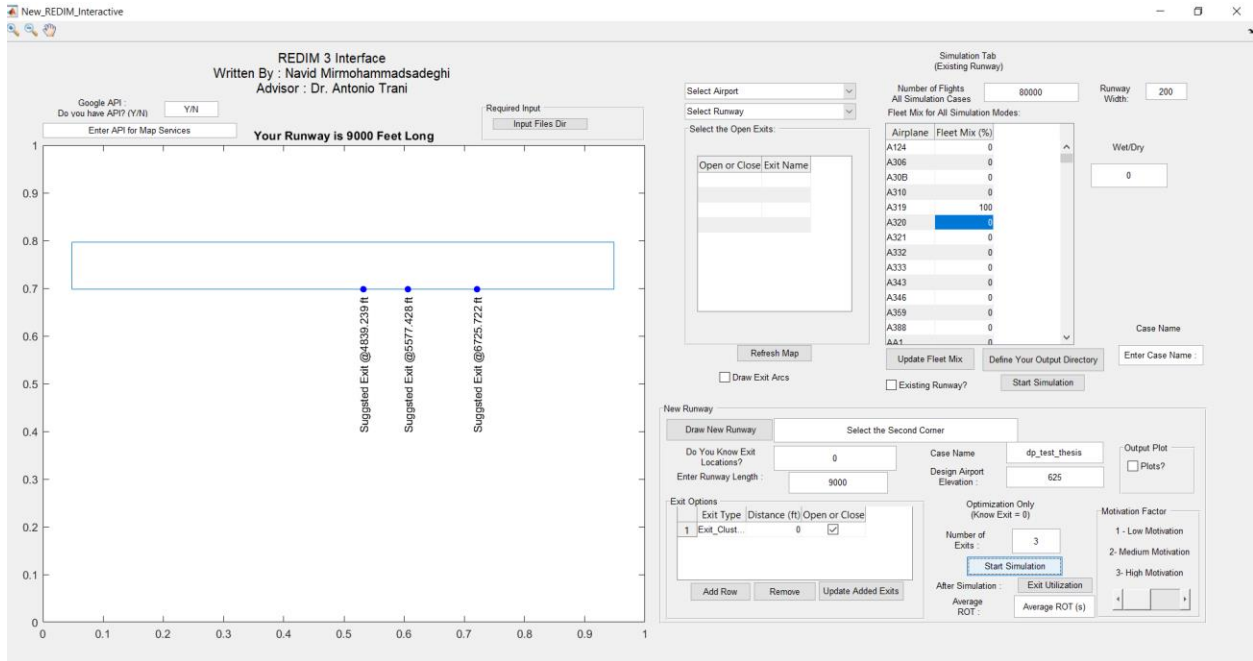 New_REDIM_Interactive
REDIM 3 Interface
Written By : Navid Mirmohammadsadeghi
Advisor : Dr. Antonio Trani
Google API :
Do you have API? (Y/N)
Y/N
Enter API for Map Services
Required Input
Input Files Dir
Your Runway is 9000 Feet Long
1
0.9
0.8
0.7
0.6
0.5
0.4
0.3
0.2
0.1
0
0
0.1
0.2
0.3
0.4
0.5
0.6
0.7
0.8
0.9
1
Suggsted Exit @4839.239 ft
Suggsted Exit @5577.428 ft
Suggsted Exit @6725.722 ft
Select Airport
Select Runway
Select the Open Exits:
Open or Close Exit Name
Refresh Map
Draw Exit Arcs
Simulation Tab
(Existing Runway)
Number of Flights
All Simulation Cases
80000
Runway
Width:
200
Fleet Mix for All Simulation Modes:
Airplane Fleet Mix (%)
A124 0
A306 0
A30B 0
A310 0
A319 100
A320 0
A321 0
A332 0
A333 0
A343 0
A346 0
A359 0
A388 0
AA1 0
Wet/Dry
0
Case Name
Enter Case Name :
Update Fleet Mix
Define Your Output Directory
Existing Runway?
Start Simulation
New Runway
Draw New Runway
Select the Second Corner
Do You Know Exit
Locations?
0
Case Name
dp_test_thesis
Enter Runway Length :
9000
Design Airport
Elevation :
625
Output Plot
Plots?
Exit Options
Exit Type Distance (ft) Open or Close
1 Exit_Clust... 0
Add Row
Remove
Update Added Exits
Optimization Only
(Know Exit = 0)
Number of
Exits :
3
Start Simulation
After Simulation :
Exit Utilization
Average
ROT :
Average ROT (s)
Motivation Factor
1 - Low Motivation
2- Medium Motivation
3- High Motivation